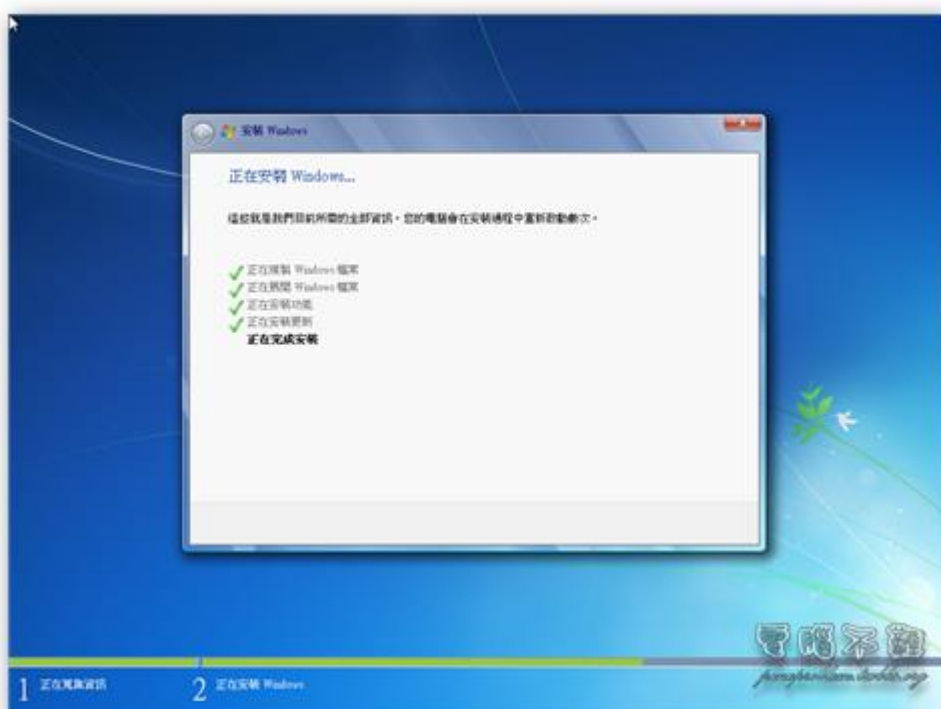 安裝 Windows
正在安裝 Windows...
這些就是我們目前所需的全部資訊。您的電腦會在安裝過程中重新啟動數次。
正在複製 Windows 檔案
正在展開 Windows 檔案
正在安裝功能
正在安裝更新
正在完成安裝
電腦不難
1 正在蒐集資訊
2 正在安裝 Windows